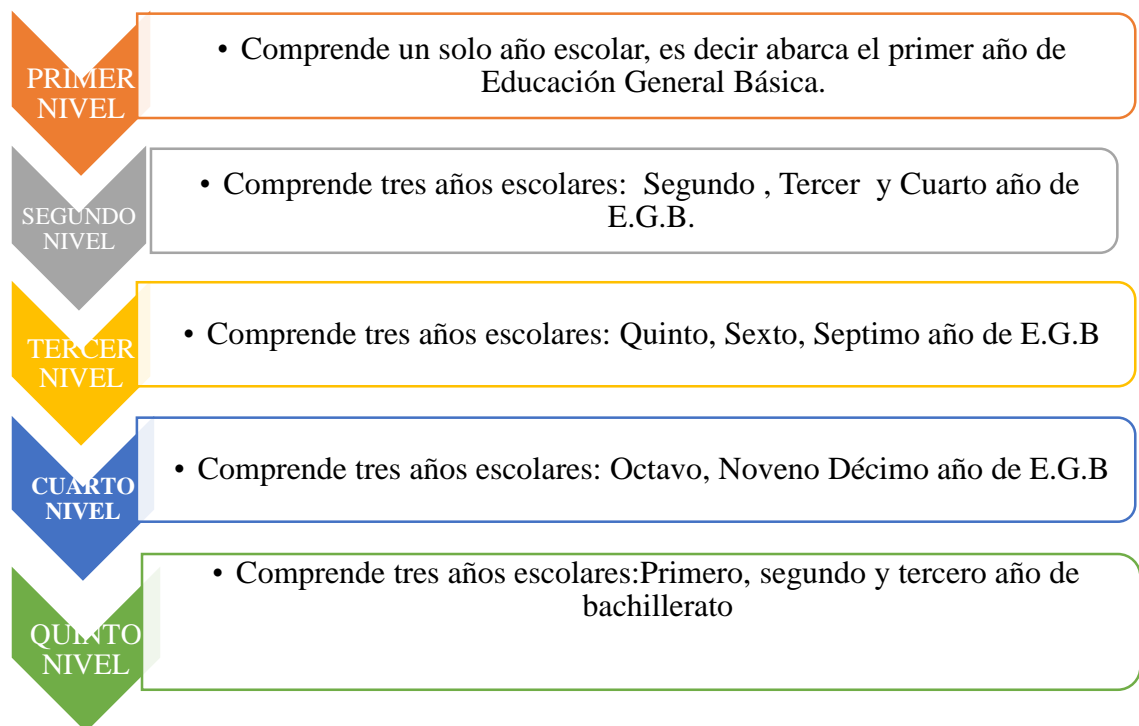 PRIMER
NIVEL
• Comprende un solo año escolar, es decir abarca el primer año de
Educación General Básica.
SEGUNDO
NIVEL
• Comprende tres años escolares:  Segundo , Tercer  y Cuarto año de
E.G.B.
TERCER
NIVEL
• Comprende tres años escolares: Quinto, Sexto, Septimo año de E.G.B
CUARTO
NIVEL
• Comprende tres años escolares: Octavo, Noveno Décimo año de E.G.B
QUINTO
NIVEL
• Comprende tres años escolares:Primero, segundo y tercero año de
bachillerato